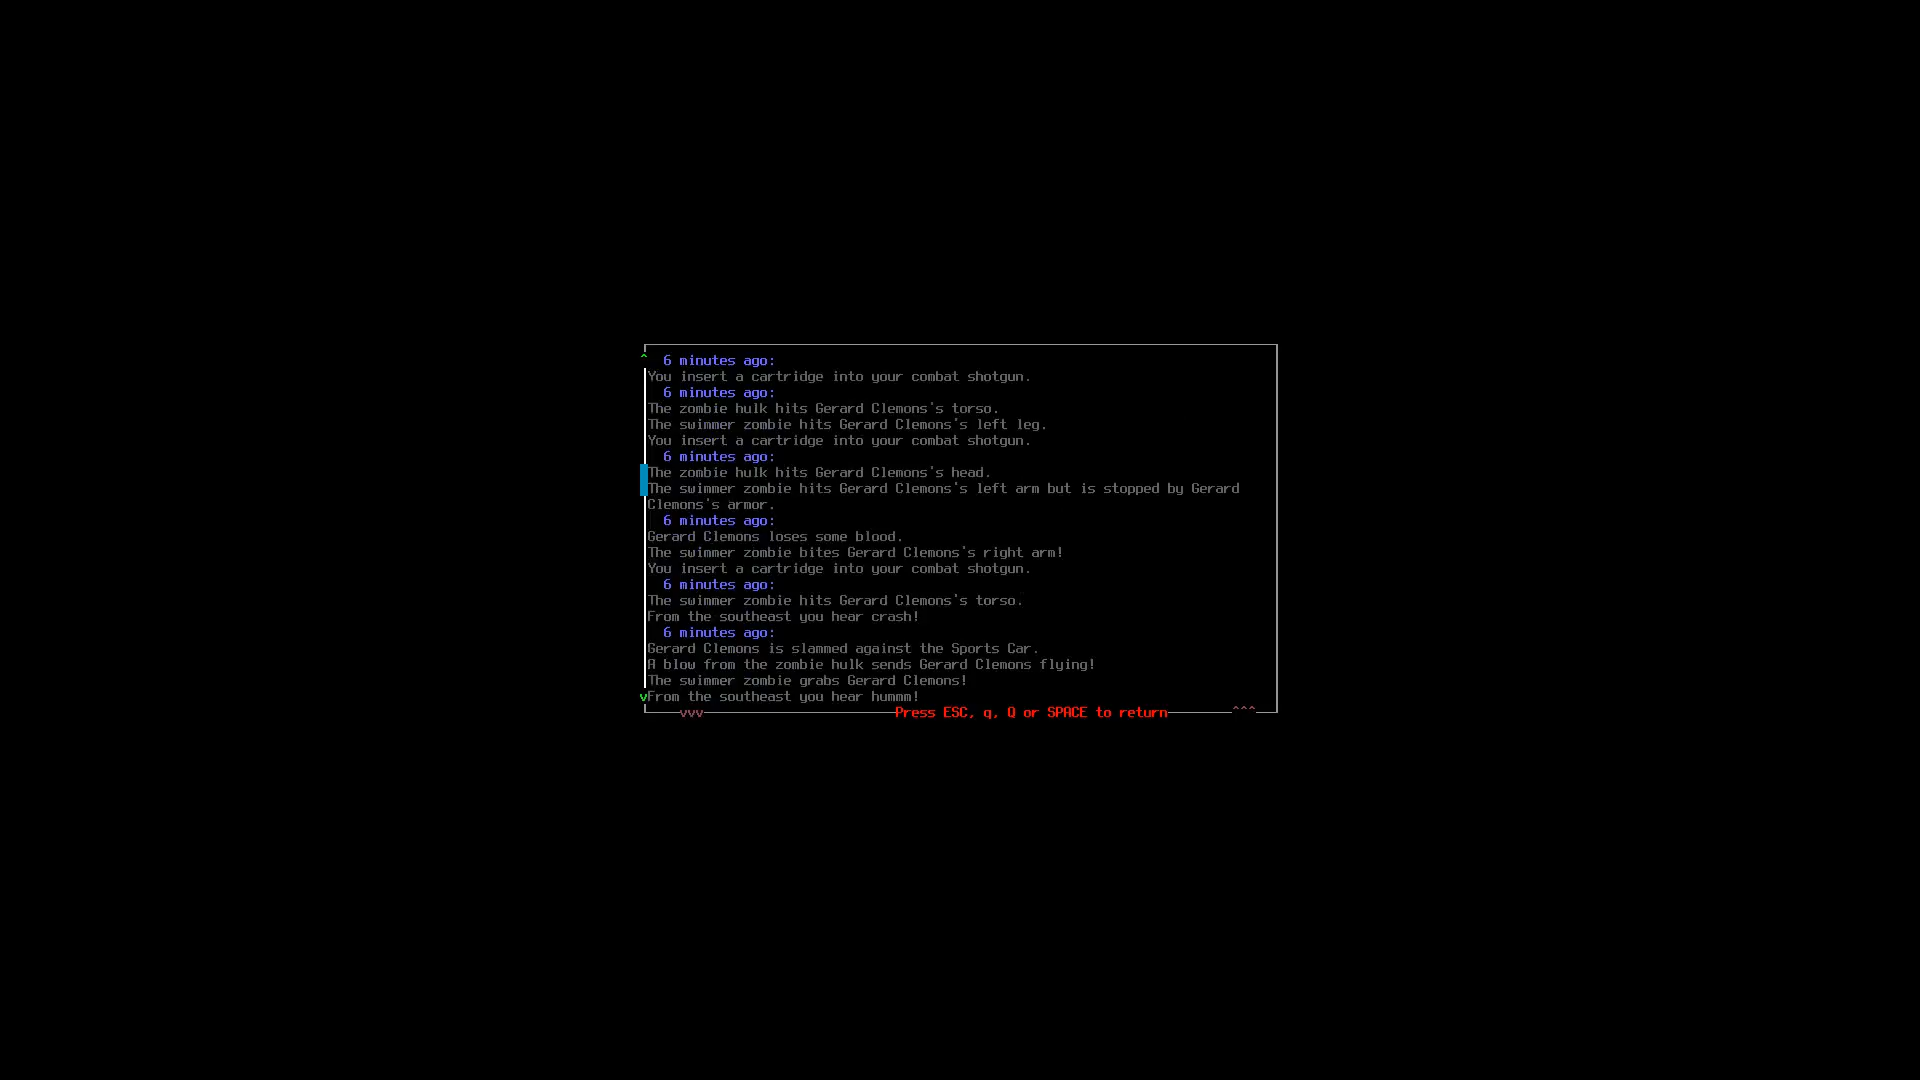 ^ 6 minutes ago:
You insert a cartridge into your combat shotgun.
6 minutes ago:
The zombie hulk hits Gerard Clemons's torso.
The swimmer zombie hits Gerard Clemons's left leg.
You insert a cartridge into your combat shotgun.
6 minutes ago:
The zombie hulk hits Gerard Clemons's head.
The swimmer zombie hits Gerard Clemons's left arm but is stopped by Gerard
Clemons's armor.
6 minutes ago:
Gerard Clemons loses some blood.
The swimmer zombie bites Gerard Clemons's right arm!
You insert a cartridge into your combat shotgun.
6 minutes ago:
The swimmer zombie hits Gerard Clemons's torso.
From the southeast you hear crash!
6 minutes ago:
Gerard Clemons is slammed against the Sports Car.
A blow from the zombie hulk sends Gerard Clemons flying!
The swimmer zombie grabs Gerard Clemons!
vFrom the southeast you hear hummm!
vvv Press ESC, q, Q or SPACE to return ^^^